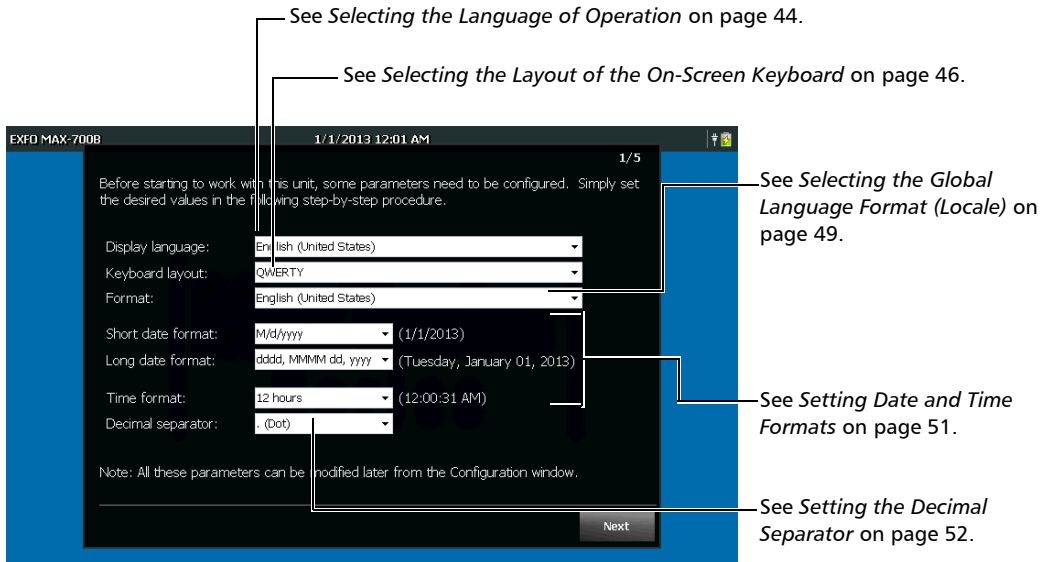 See Selecting the Language of Operation on page 44.
See Selecting the Layout of the On-Screen Keyboard on page 46.
EXFO MAX-700B
1/1/2013 12:01 AM
1/5
Before starting to work with this unit, some parameters need to be configured. Simply set
the desired values in the following step-by-step procedure.
See Selecting the Global
Language Format (Locale) on
page 49.
Display language: English (United States)
Keyboard layout: QWERTY
Format: English (United States)
Short date format: M/d/yyyy (1/1/2013)
Long date format: dddd, MMMM dd, yyyy (Tuesday, January 01, 2013)
Time format: 12 hours (12:00:31 AM)
Decimal separator: . (Dot)
See Setting Date and Time
Formats on page 51.
Note: All these parameters can be modified later from the Configuration window.
See Setting the Decimal
Separator on page 52.
Next